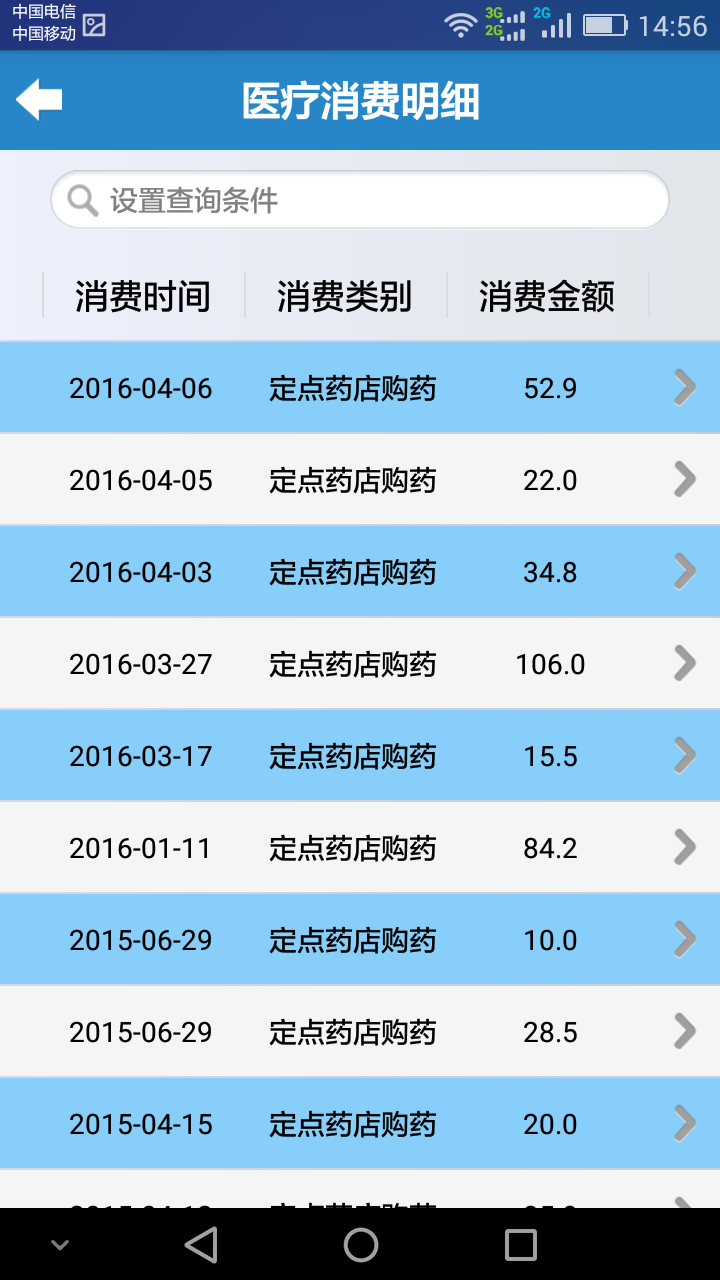 中国电信
中国移动
3G
2G
2G
14:56
医疗消费明细
设置查询条件
消费时间 消费类别 消费金额
2016-04-06 定点药店购药 52.9
2016-04-05 定点药店购药 22.0
2016-04-03 定点药店购药 34.8
2016-03-27 定点药店购药 106.0
2016-03-17 定点药店购药 15.5
2016-01-11 定点药店购药 84.2
2015-06-29 定点药店购药 10.0
2015-06-29 定点药店购药 28.5
2015-04-15 定点药店购药 20.0